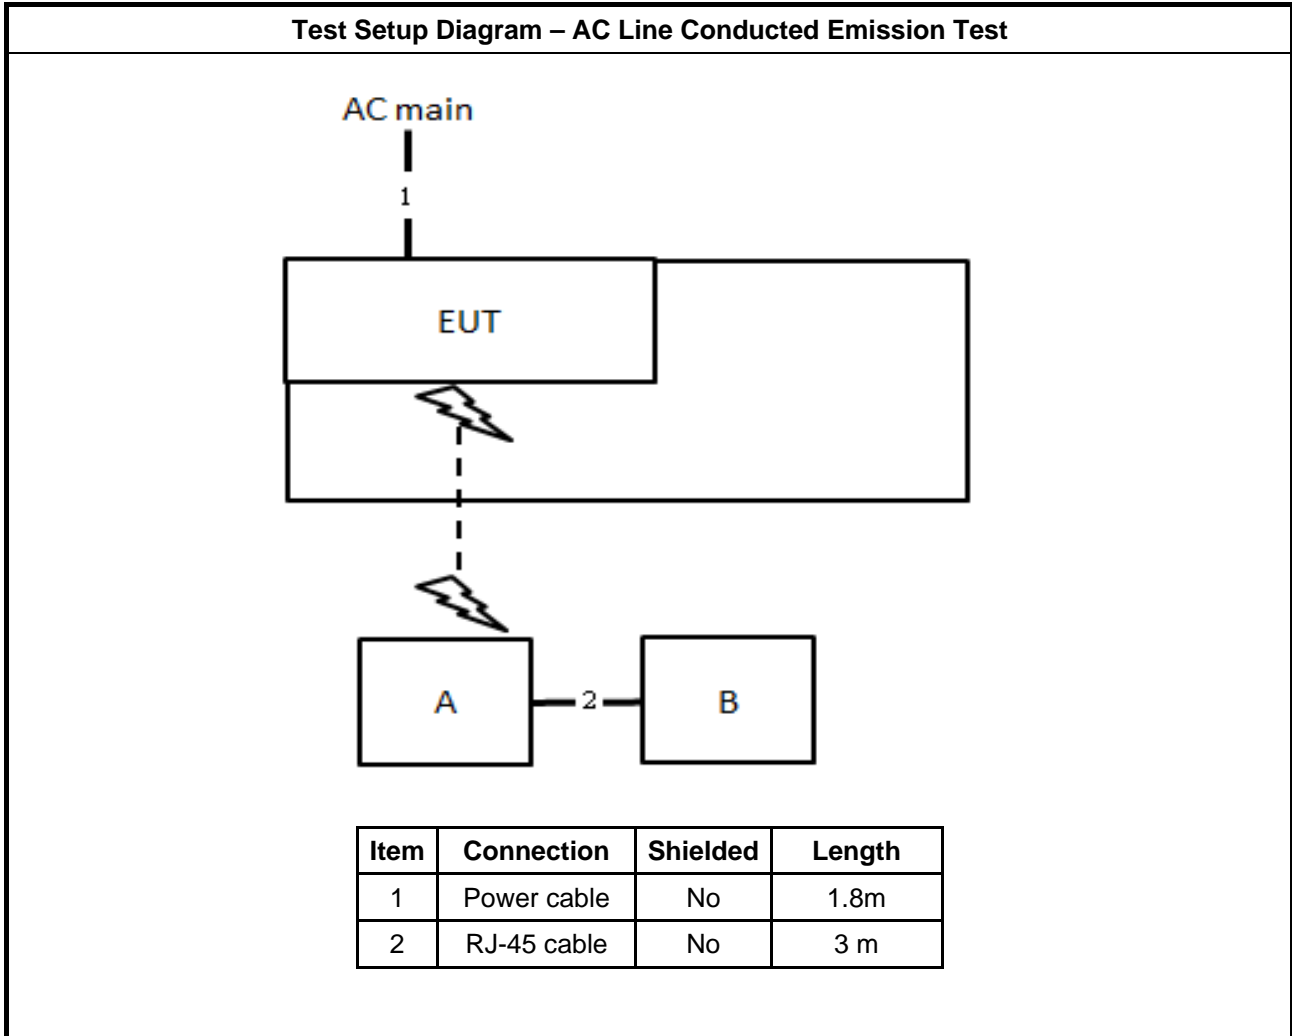 Test Setup Diagram – AC Line Conducted Emission Test
AC main
1
EUT
A
2
B
Item Connection Shielded Length
1 Power cable No 1.8m
2 RJ-45 cable No 3 m